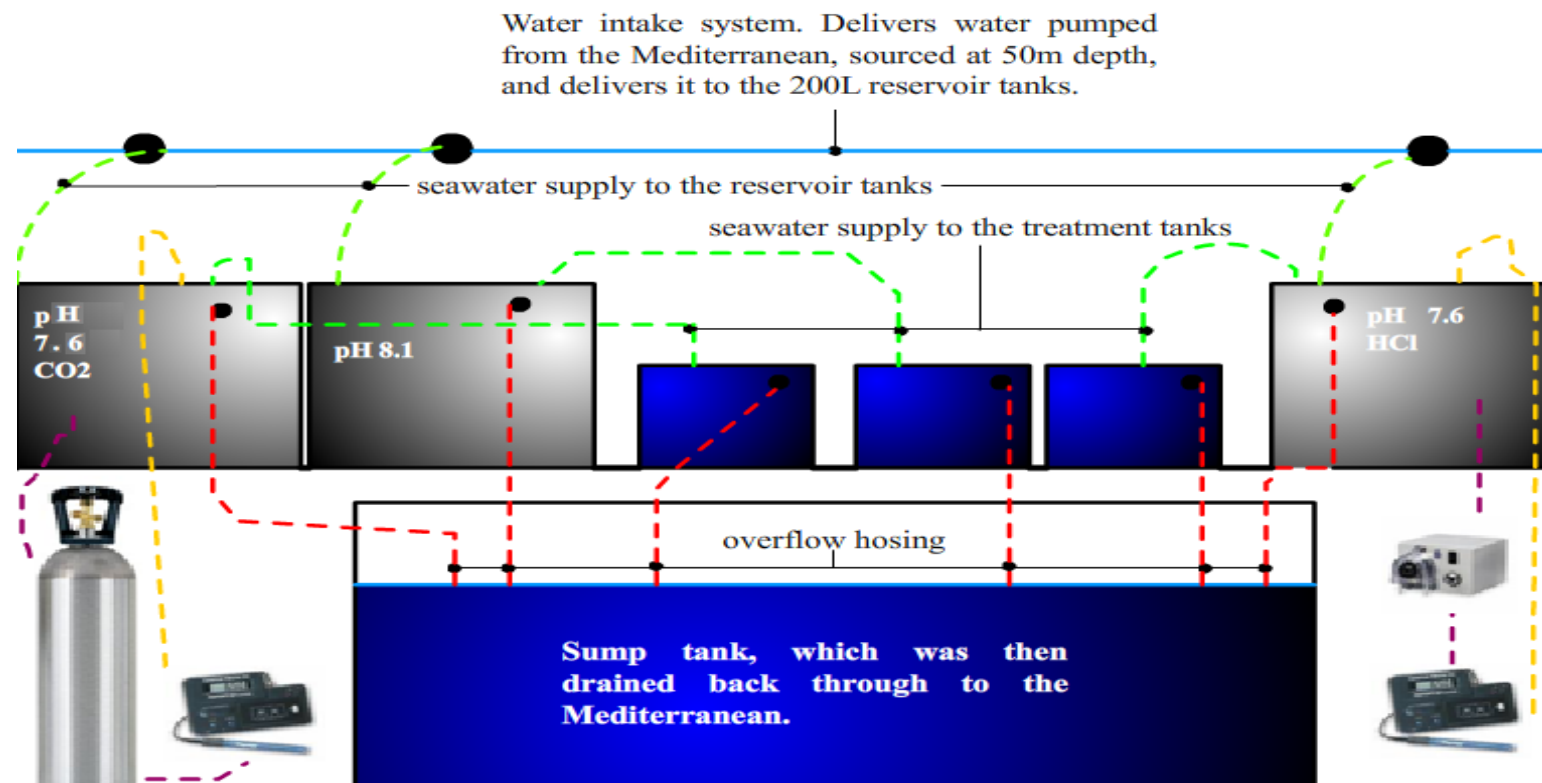 Water intake system. Delivers water pumped
from the Mediterranean, sourced at 50m depth,
and delivers it to the 200L reservoir tanks.
seawater supply to the reservoir tanks
seawater supply to the treatment tanks
pH
7.6
CO2
pH 8.1
pH 7.6
HCl
overflow hosing
Sump tank, which was then
drained back through to the
Mediterranean.